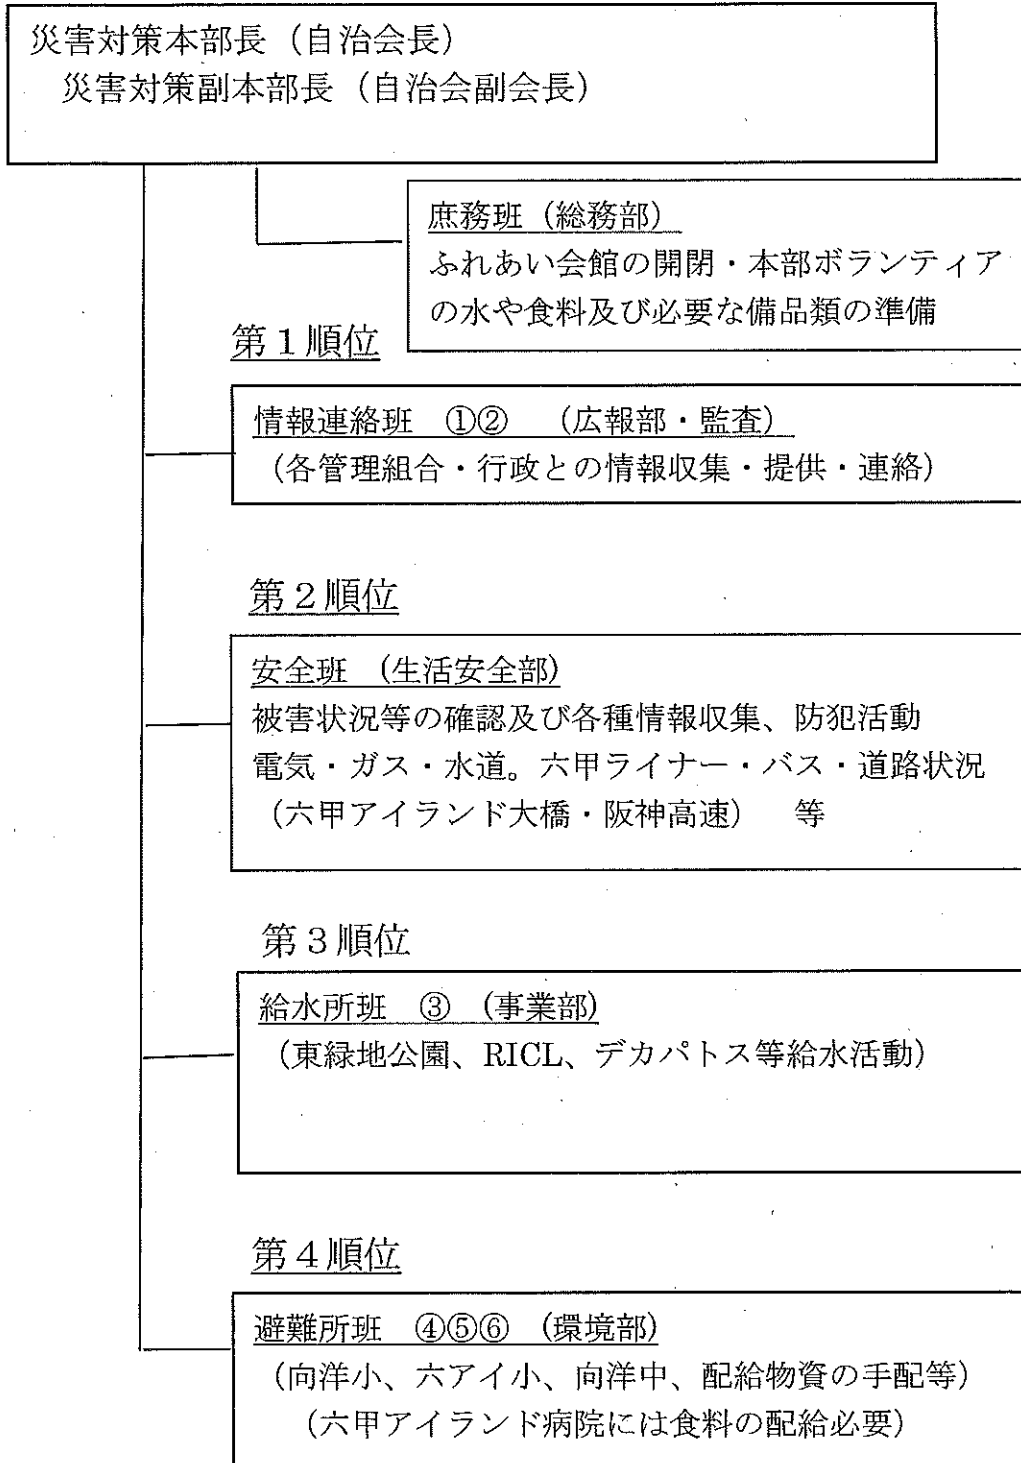 災害対策本部長（自治会長）
災害対策副本部長（自治会副会長）
庶務班（総務部）
ふれあい会館の開閉・本部ボランティア
の水や食料及び必要な備品類の準備
第１順位
情報連絡班　①②　（広報部・監査）
（各管理組合・行政との情報収集・提供・連絡）
第２順位
安全班　（生活安全部）
被害状況等の確認及び各種情報収集、防犯活動
電気・ガス・水道。六甲ライナー・バス・道路状況
（六甲アイランド大橋・阪神高速）　等
第３順位
給水所班　③　（事業部）
（東緑地公園、RICL、デカパトス等給水活動）
第４順位
避難所班　④⑤⑥　（環境部）
（向洋小、六アイ小、向洋中、配給物資の手配等）
（六甲アイランド病院には食料の配給必要）